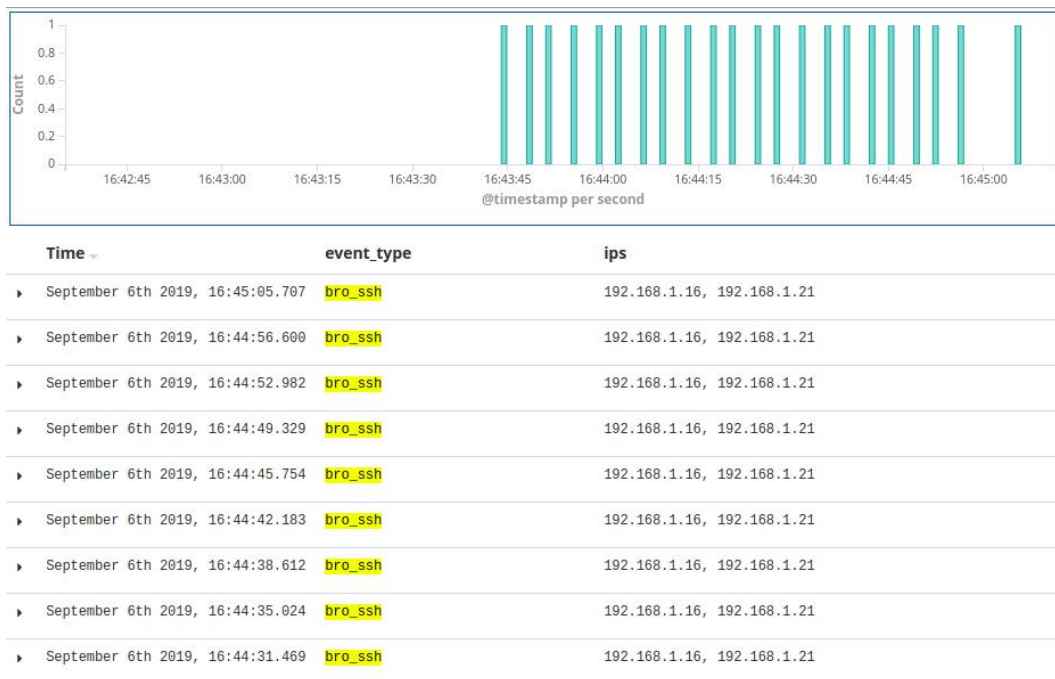 1
0.8
0.6
0.4
0.2
0
Count
16:42:45 16:43:00 16:43:15 16:43:30 16:43:45 16:44:00 16:44:15 16:44:30 16:44:45 16:45:00
@timestamp per second
Time event_type ips
September 6th 2019, 16:45:05.707 bro_ssh 192.168.1.16, 192.168.1.21
September 6th 2019, 16:44:56.600 bro_ssh 192.168.1.16, 192.168.1.21
September 6th 2019, 16:44:52.982 bro_ssh 192.168.1.16, 192.168.1.21
September 6th 2019, 16:44:49.329 bro_ssh 192.168.1.16, 192.168.1.21
September 6th 2019, 16:44:45.754 bro_ssh 192.168.1.16, 192.168.1.21
September 6th 2019, 16:44:42.183 bro_ssh 192.168.1.16, 192.168.1.21
September 6th 2019, 16:44:38.612 bro_ssh 192.168.1.16, 192.168.1.21
September 6th 2019, 16:44:35.024 bro_ssh 192.168.1.16, 192.168.1.21
September 6th 2019, 16:44:31.469 bro_ssh 192.168.1.16, 192.168.1.21